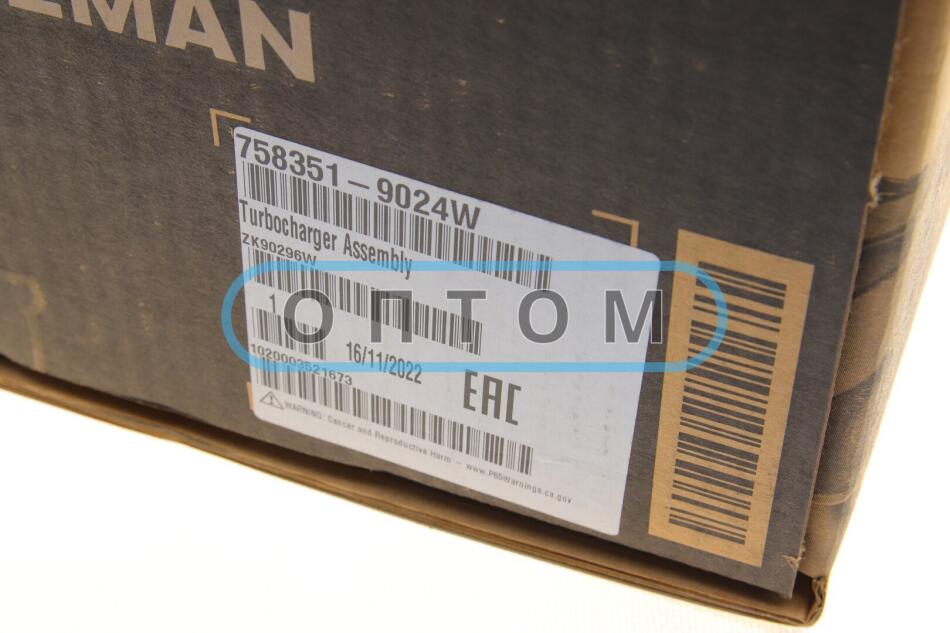 EMAN
758351-9024W
Turbocharger Assembly
ZK90296W
ОПТОМ
1
16/11/2022
EAC
1020003521673
WARNING: Cancer and Reproductive Harm - www.P65Warnings.ca.gov